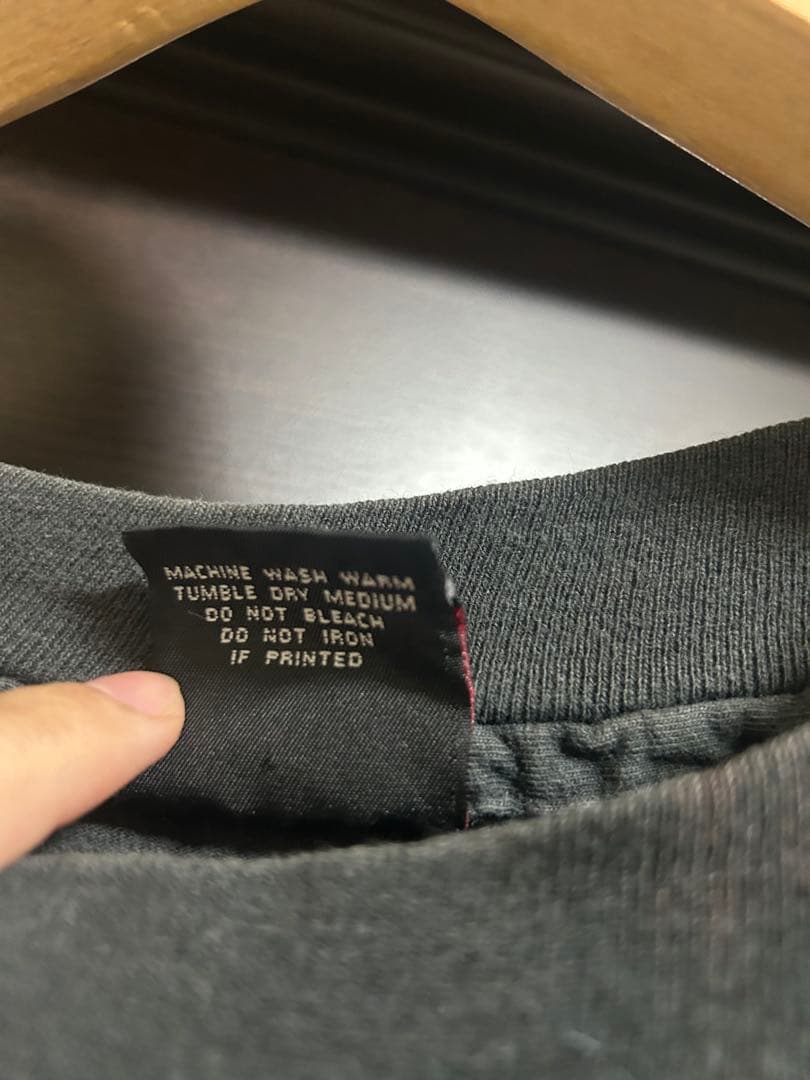 MACHINE WASH WARM
TUMBLE DRY MEDIUM
DO NOT BLEACH
DO NOT IRON
IF PRINTED